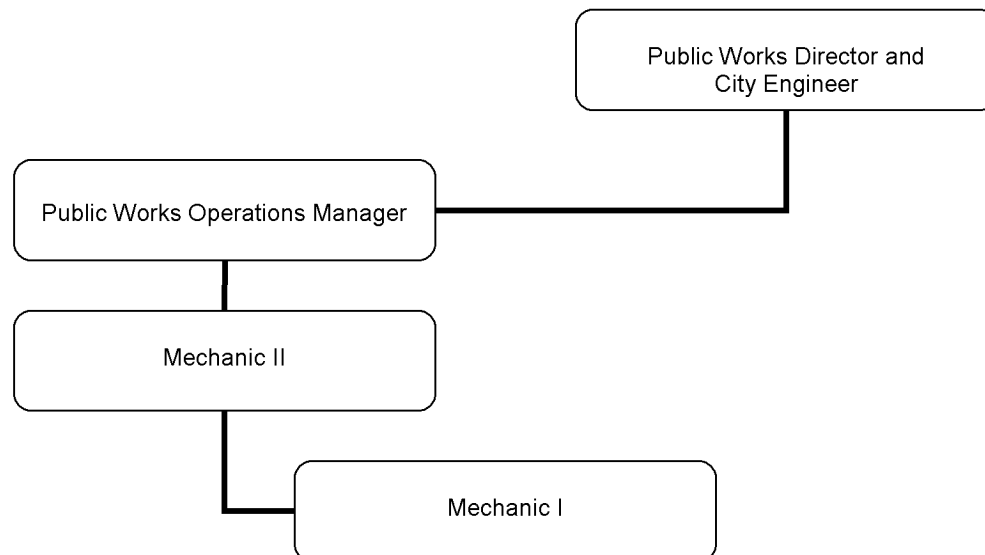 Public Works Director and
City Engineer
Public Works Operations Manager
Mechanic II
Mechanic I